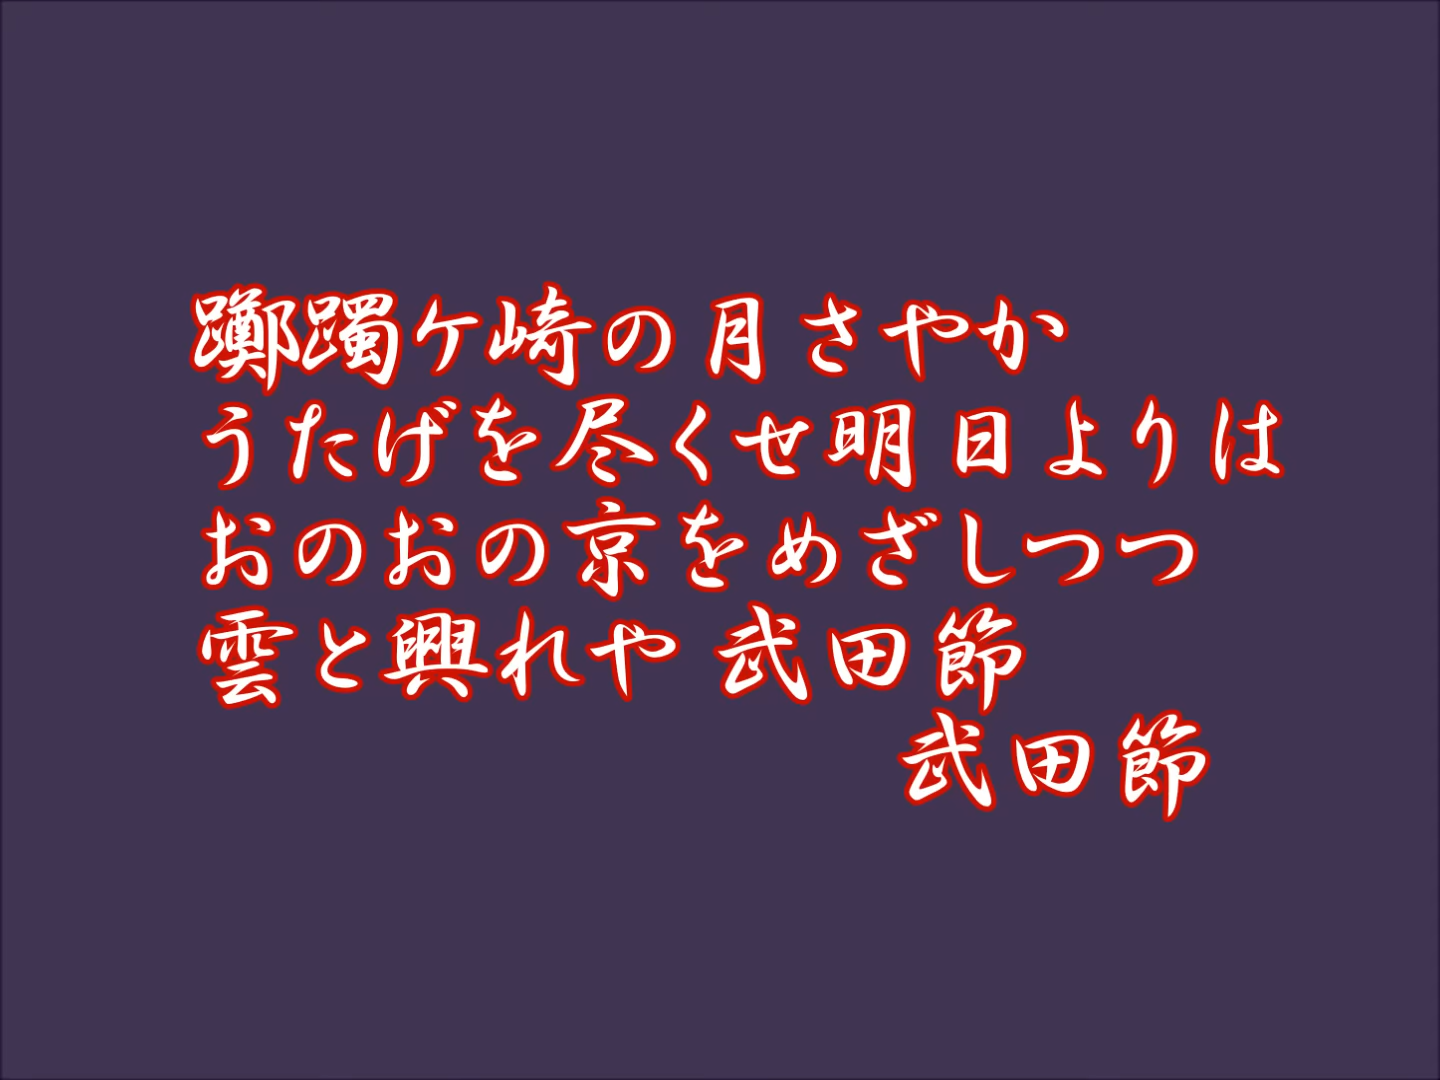 躑躅ケ崎の月さやか
うたげを尽くせ明日よりは
おのおの京をめざしつつ
雲と興れや 武田節
武田節